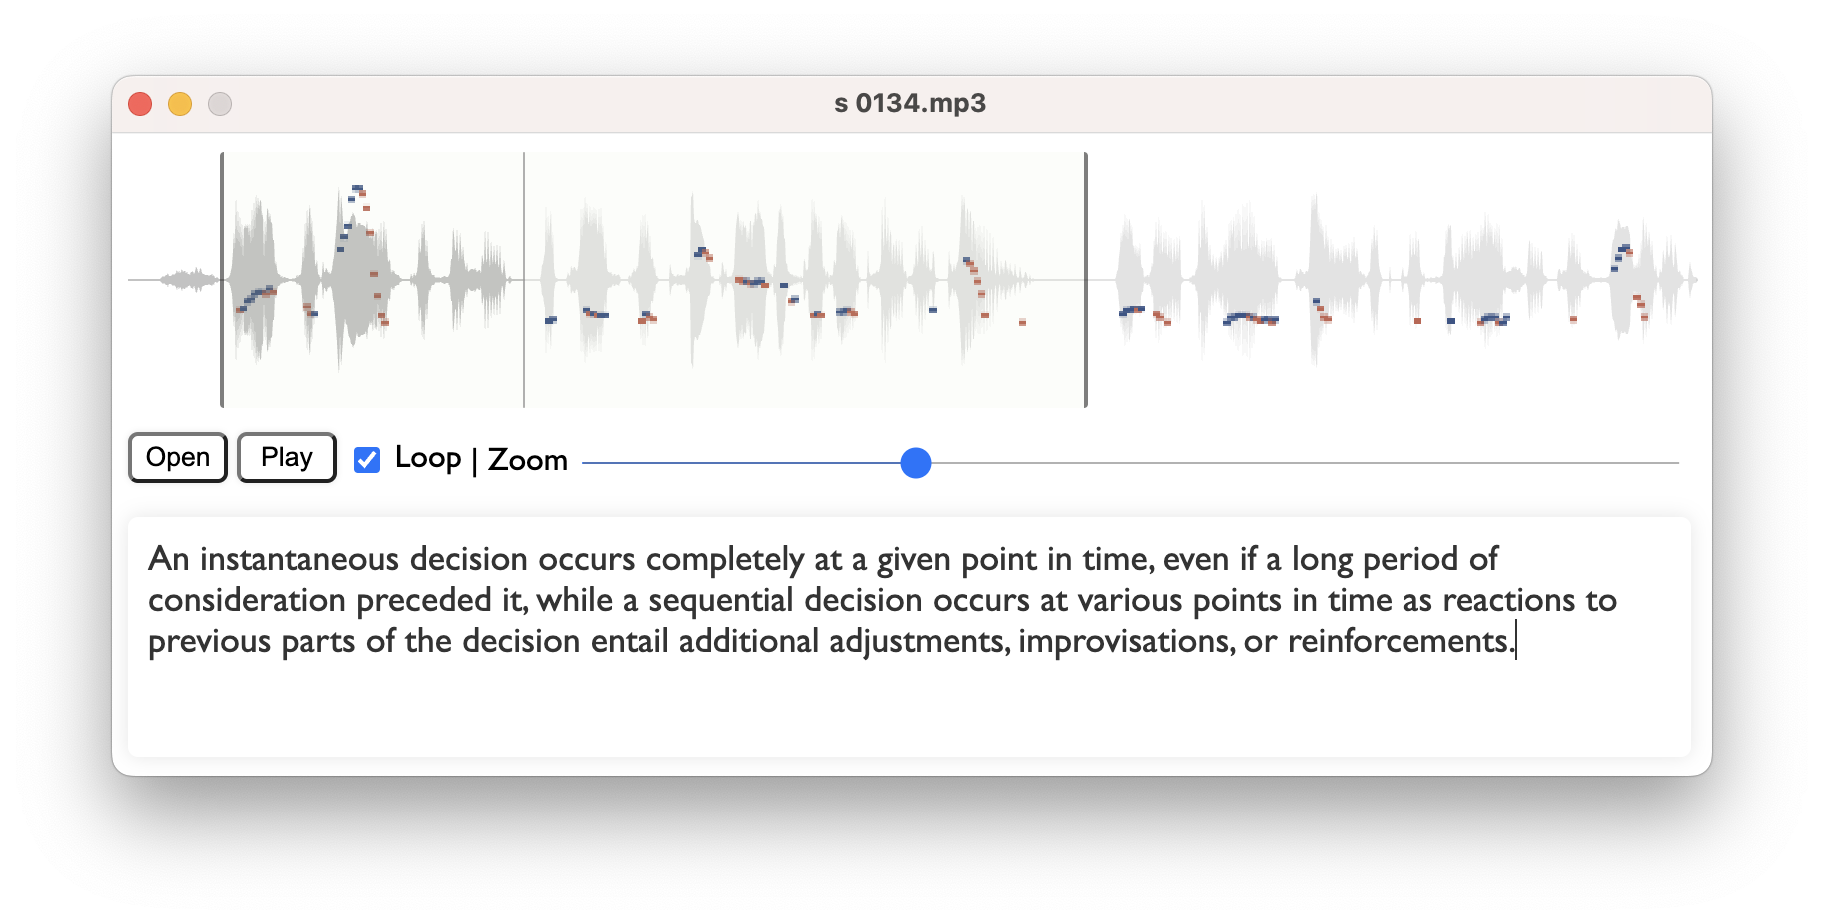 s 0134.mp3
Open Play Loop | Zoom
An instantaneous decision occurs completely at a given point in time, even if a long period of
consideration preceded it, while a sequential decision occurs at various points in time as reactions to
previous parts of the decision entail additional adjustments, improvisations, or reinforcements.